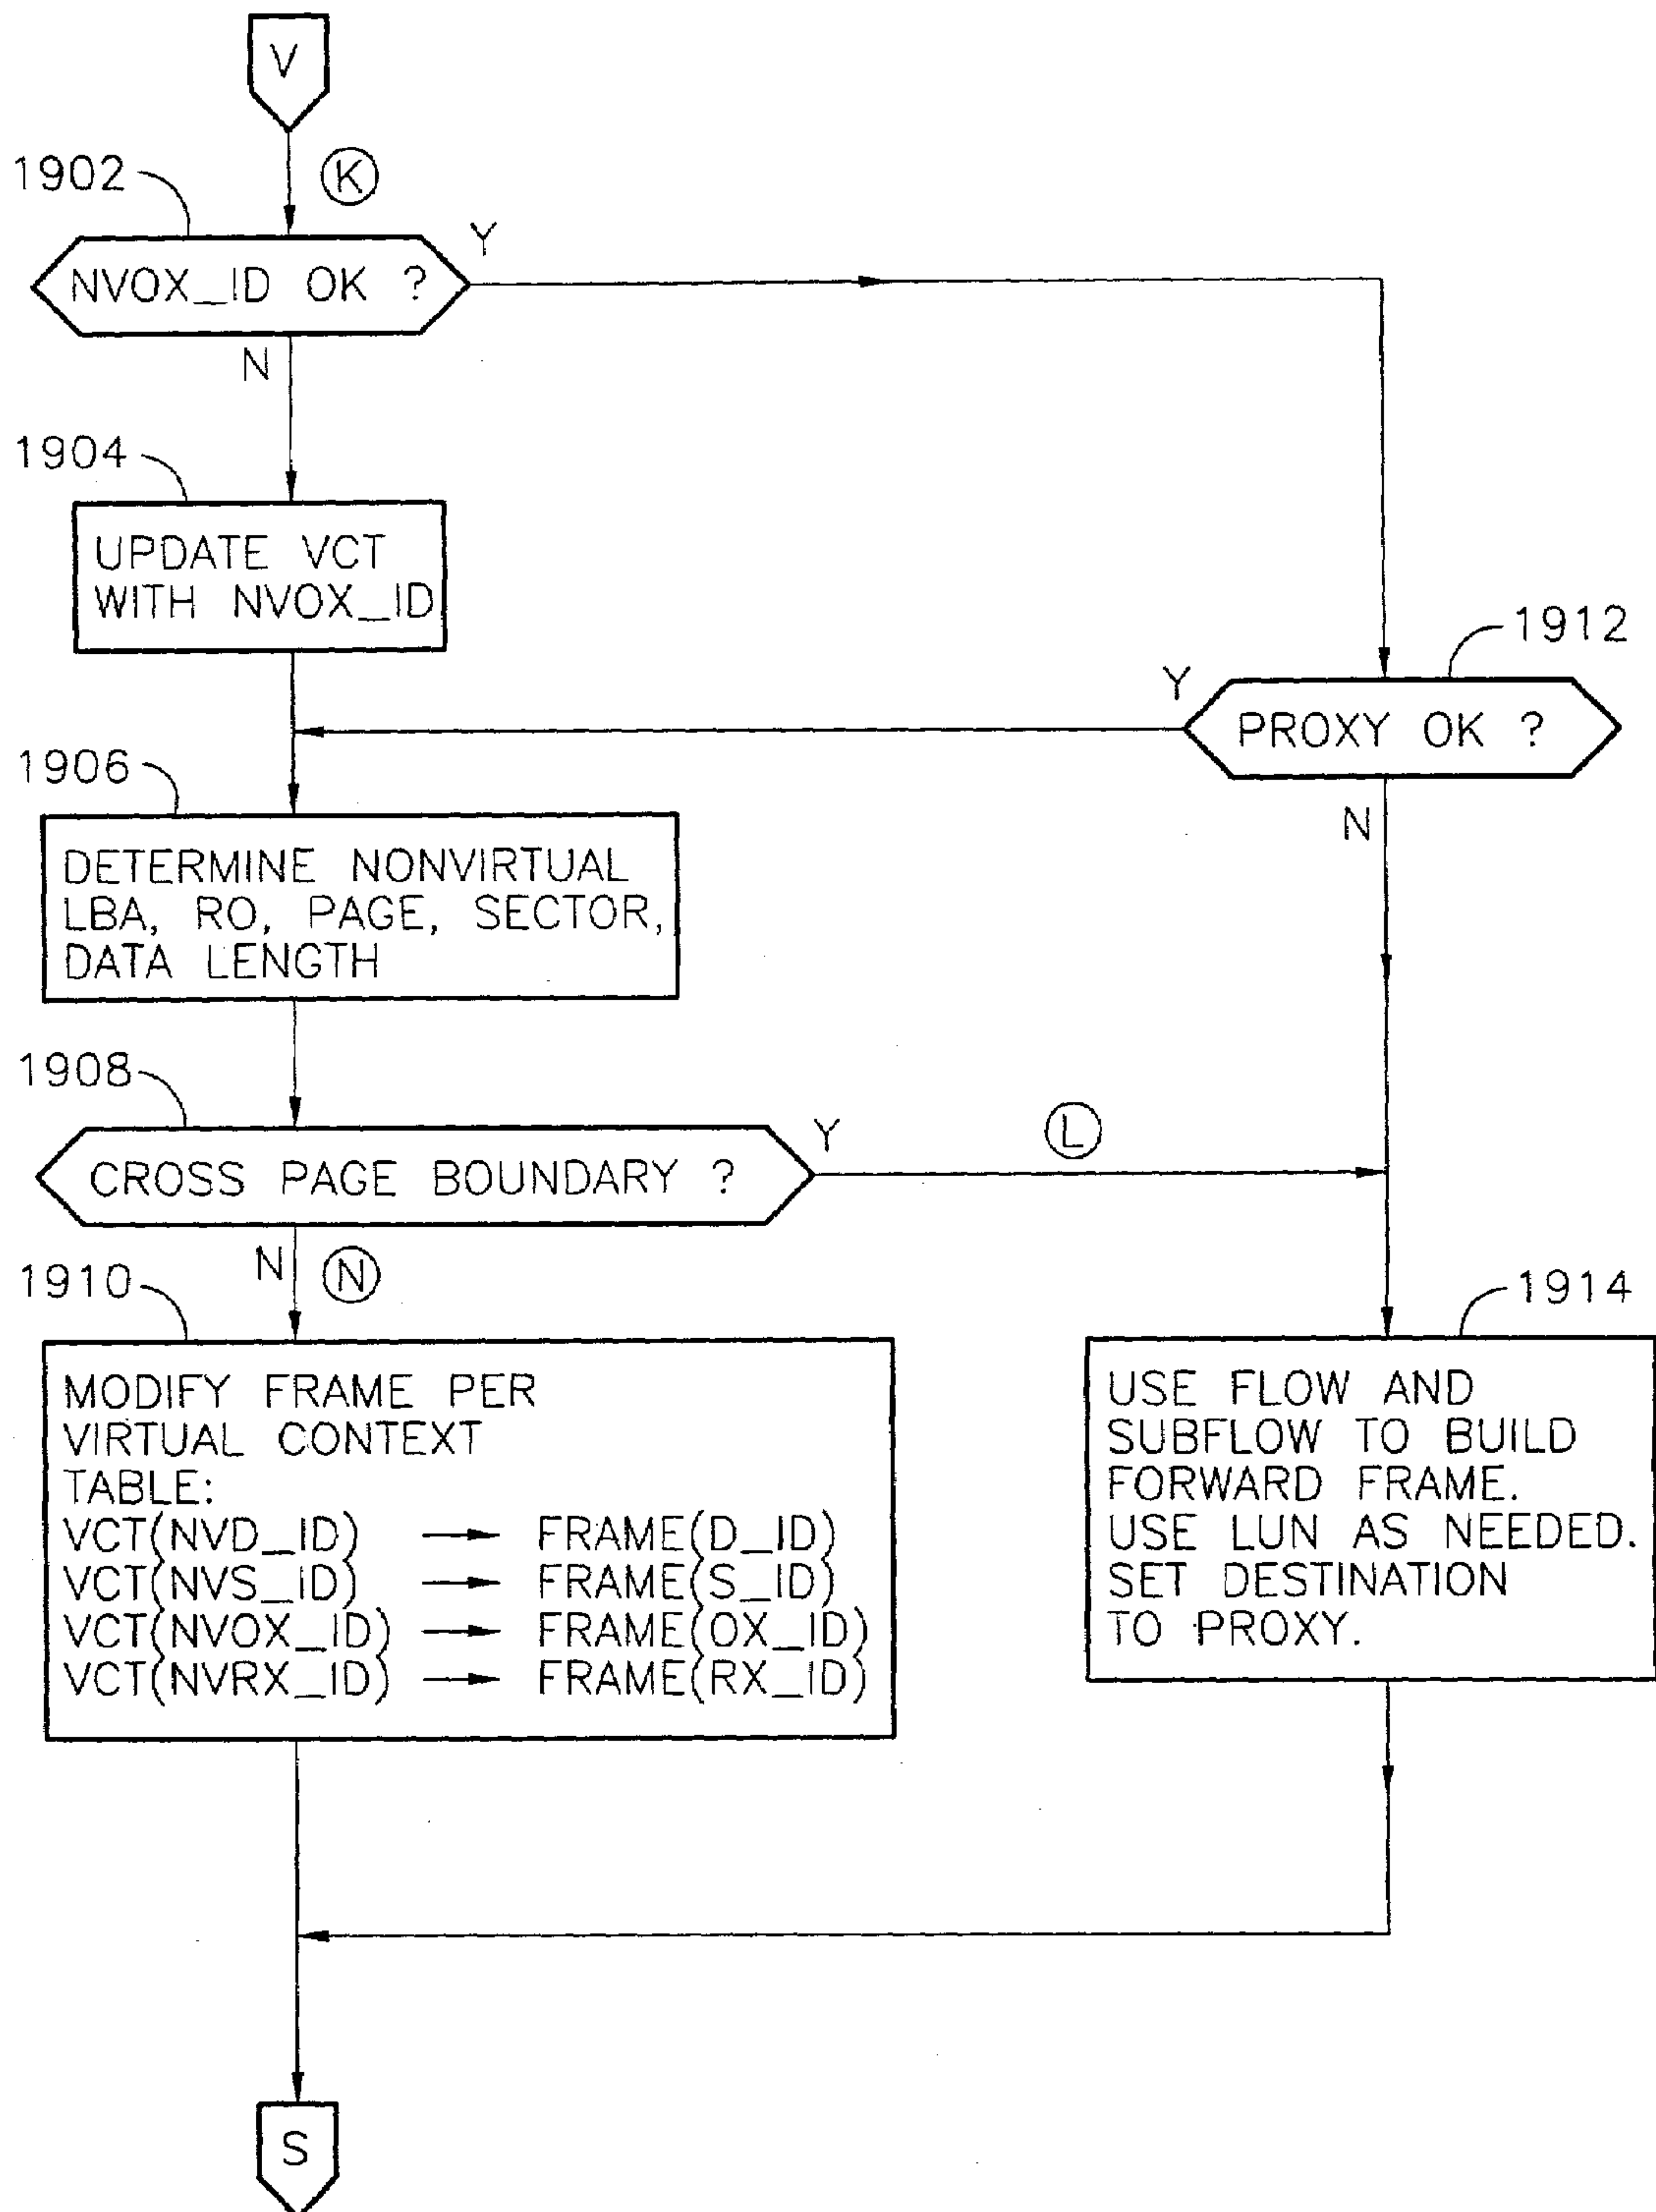 V
K
1902
NVOX_ID OK ?
Y
N
1904
UPDATE VCT
WITH NVOX_ID
1912
Y
PROXY OK ?
N
1906
DETERMINE NONVIRTUAL
LBA, RO, PAGE, SECTOR,
DATA LENGTH
1908
CROSS PAGE BOUNDARY ?
Y
L
N
N
1910
MODIFY FRAME PER
VIRTUAL CONTEXT
TABLE:
VCT(NVD_ID) → FRAME(D_ID)
VCT(NVS_ID) → FRAME(S_ID)
VCT(NVOX_ID) → FRAME(OX_ID)
VCT(NVRX_ID) → FRAME(RX_ID)
1914
USE FLOW AND
SUBFLOW TO BUILD
FORWARD FRAME.
USE LUN AS NEEDED.
SET DESTINATION
TO PROXY.
S